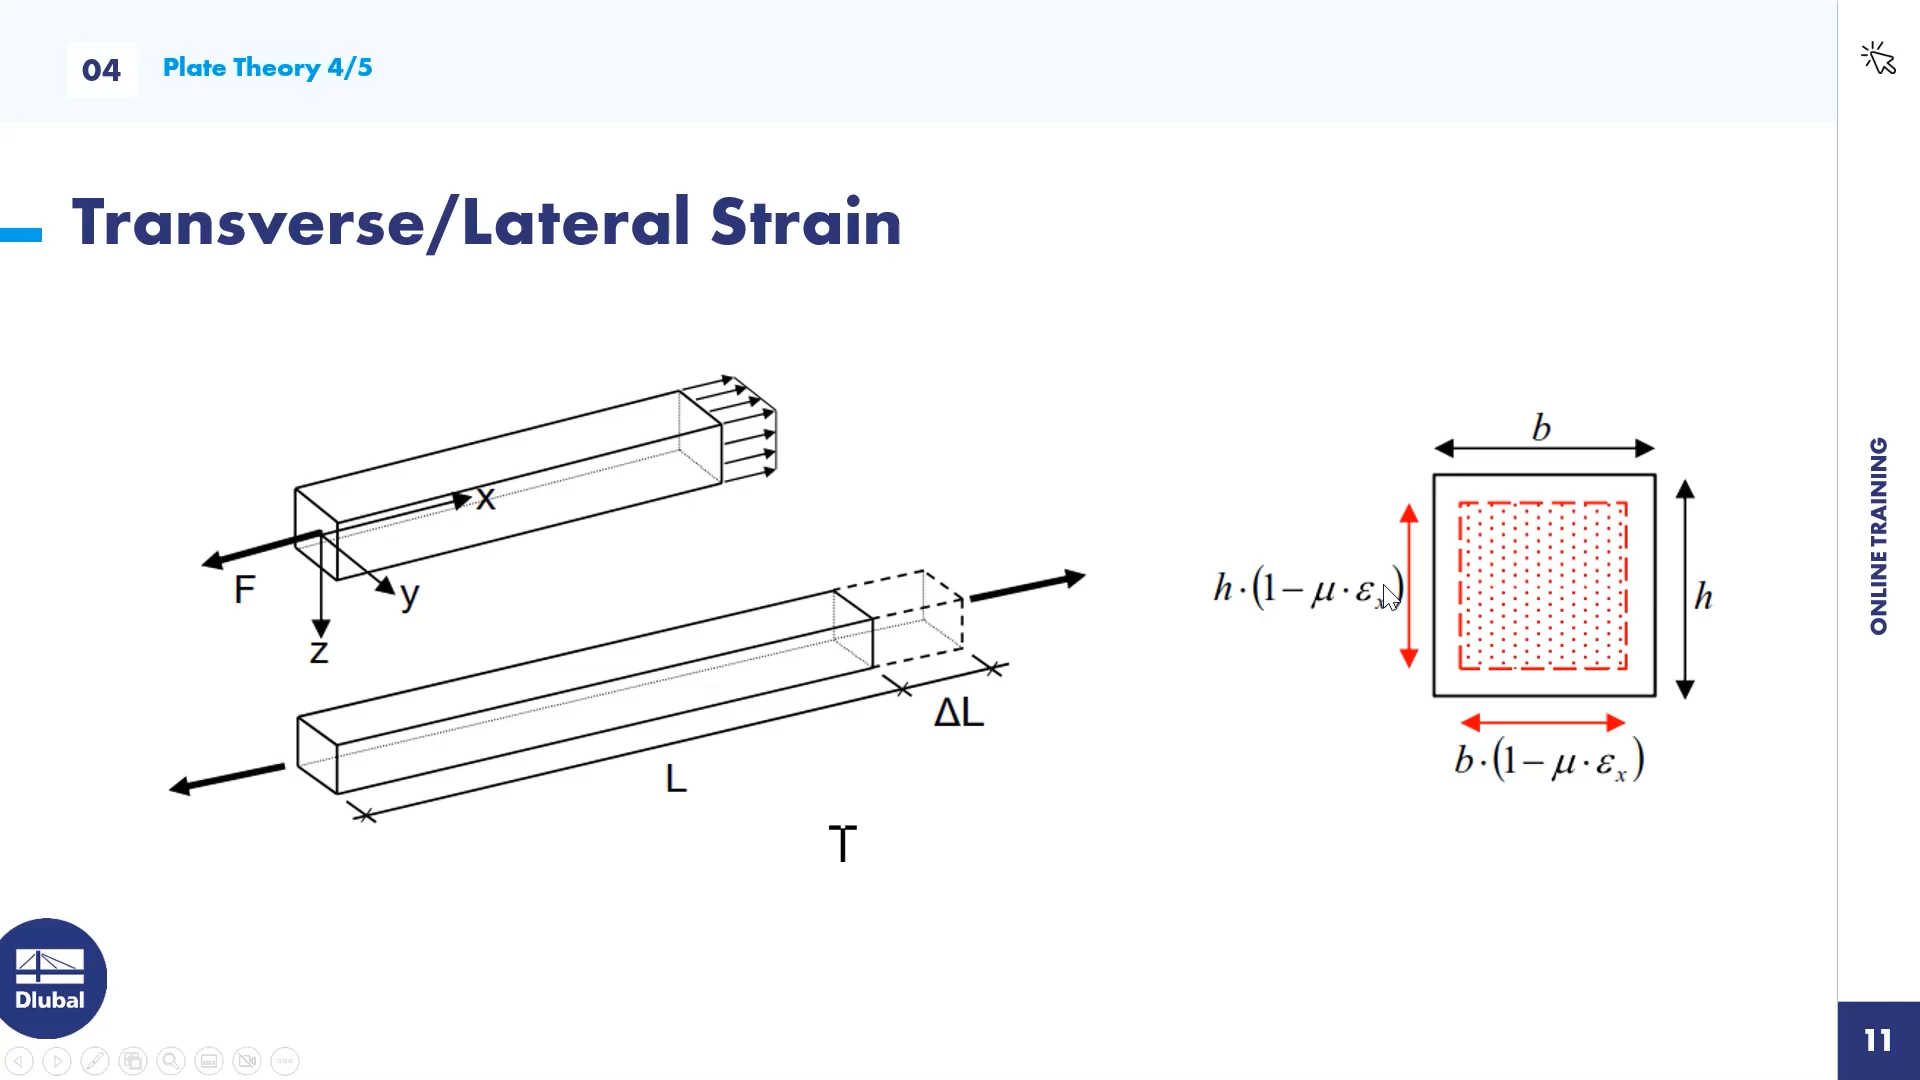 04
Plate Theory 4/5
Transverse/Lateral Strain
x
F
y
z
ΔL
L
T
b
h·(1−μ·εx)
h
b·(1−μ·εx)
ONLINE TRAINING
Dlubal
11